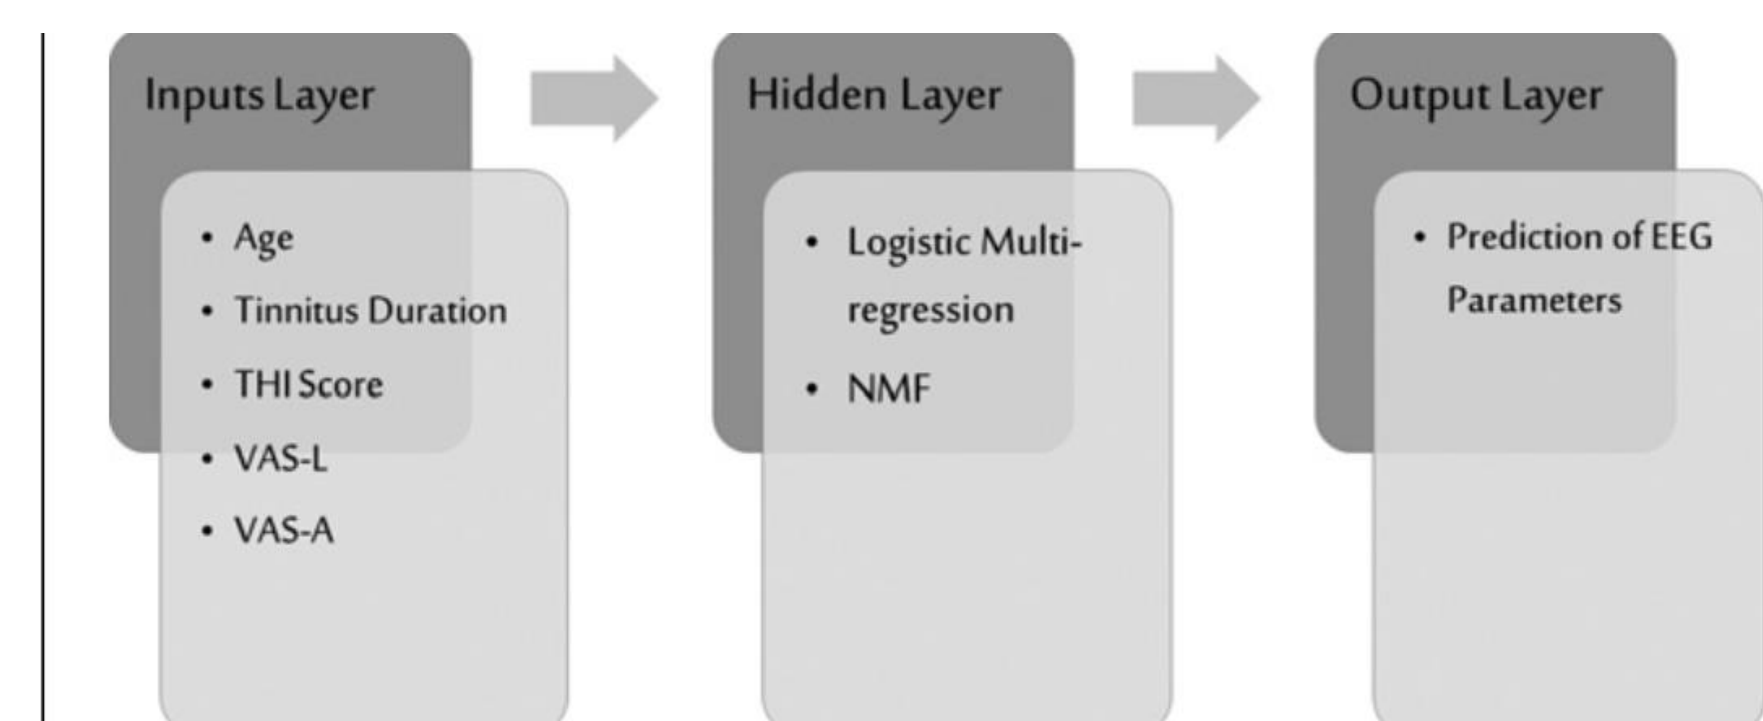 Inputs Layer
• Age
• Tinnitus Duration
• THI Score
• VAS-L
• VAS-A
Hidden Layer
• Logistic Multi-
regression
• NMF
Output Layer
• Prediction of EEG
Parameters